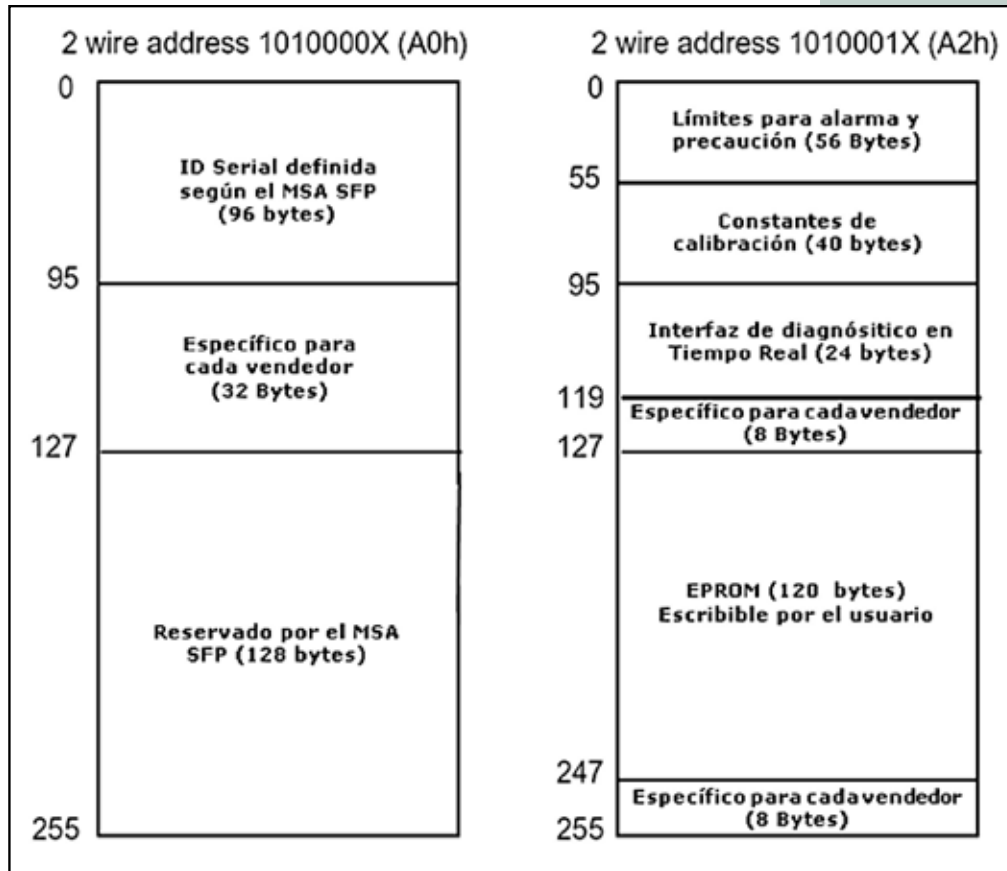 2 wire address 1010000X (A0h)
0
ID Serial definida
según el MSA SFP
(96 bytes)
95
Específico para
cada vendedor
(32 Bytes)
127
Reservado por el MSA
SFP (128 bytes)
255
2 wire address 1010001X (A2h)
0
Límites para alarma y
precaución (56 Bytes)
55
Constantes de
calibración (40 bytes)
95
Interfaz de diagnósitico en
Tiempo Real (24 bytes)
119
Específico para cada vendedor
(8 Bytes)
127
EPROM (120 bytes)
Escribible por el usuario
247
Específico para cada vendedor
(8 Bytes)
255